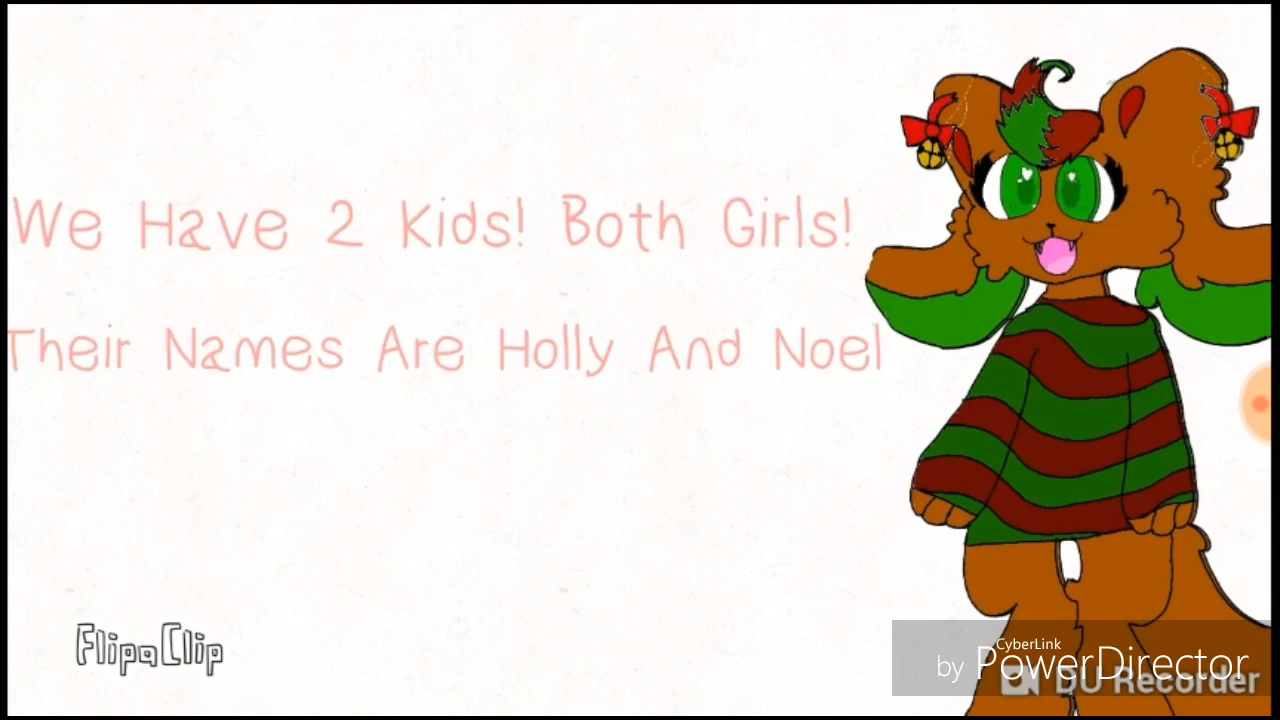 We Have 2 Kids! Both Girls!
Their Names Are Holly And Noel
FlipaClip
CyberLink
by PowerDirector
DU Recorder